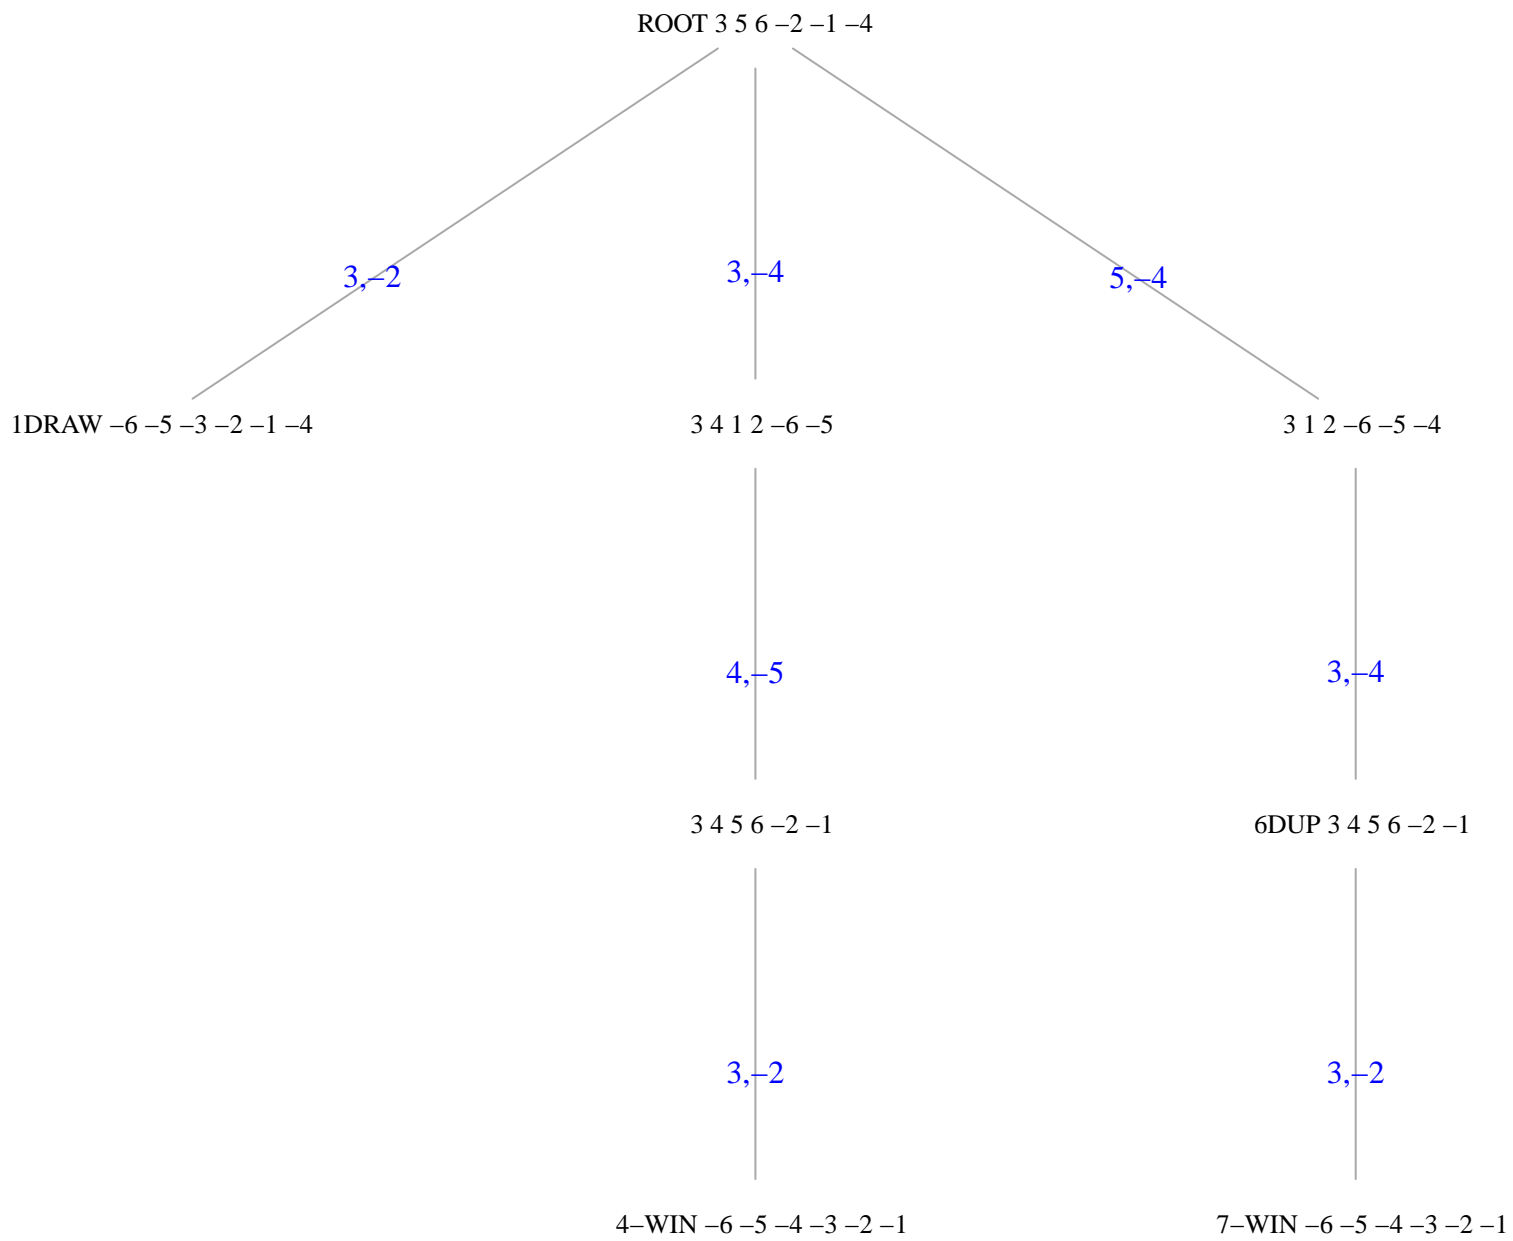 ROOT 3 5 6 –2 –1 –4
3,–2
3,–4
5,–4
1DRAW –6 –5 –3 –2 –1 –4
3 4 1 2 –6 –5
3 1 2 –6 –5 –4
4,–5
3,–4
3 4 5 6 –2 –1
6DUP 3 4 5 6 –2 –1
3,–2
3,–2
4–WIN –6 –5 –4 –3 –2 –1
7–WIN –6 –5 –4 –3 –2 –1